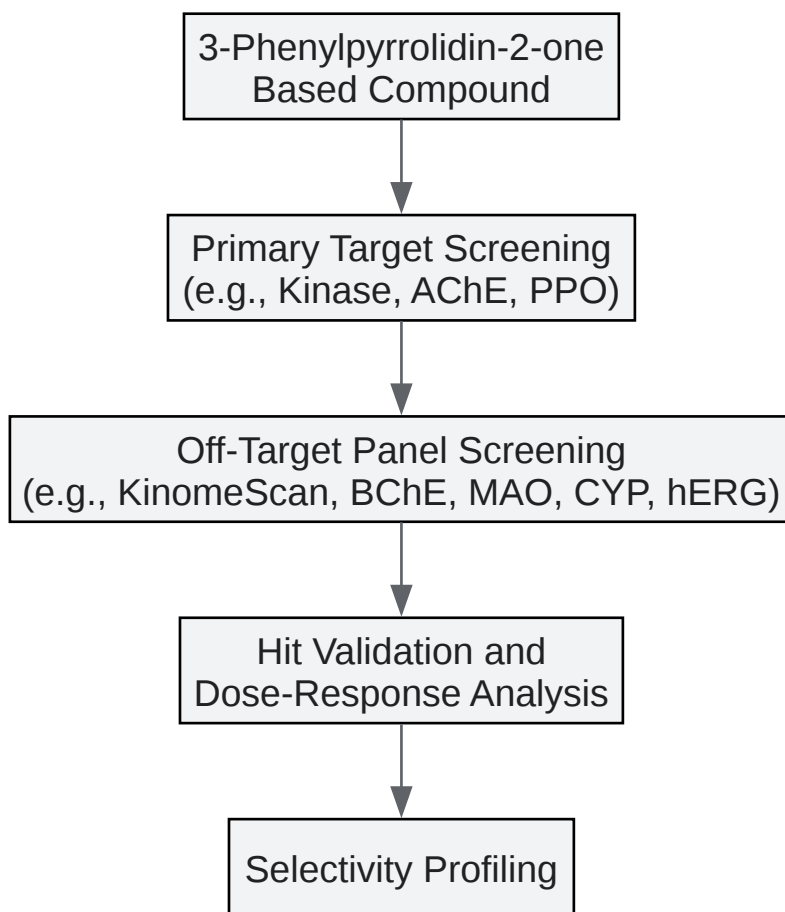 3-Phenylpyrrolidin-2-one
Based Compound
Primary Target Screening
(e.g., Kinase, AChE, PPO)
Off-Target Panel Screening
(e.g., KinomeScan, BChE, MAO, CYP, hERG)
Hit Validation and
Dose-Response Analysis
Selectivity Profiling